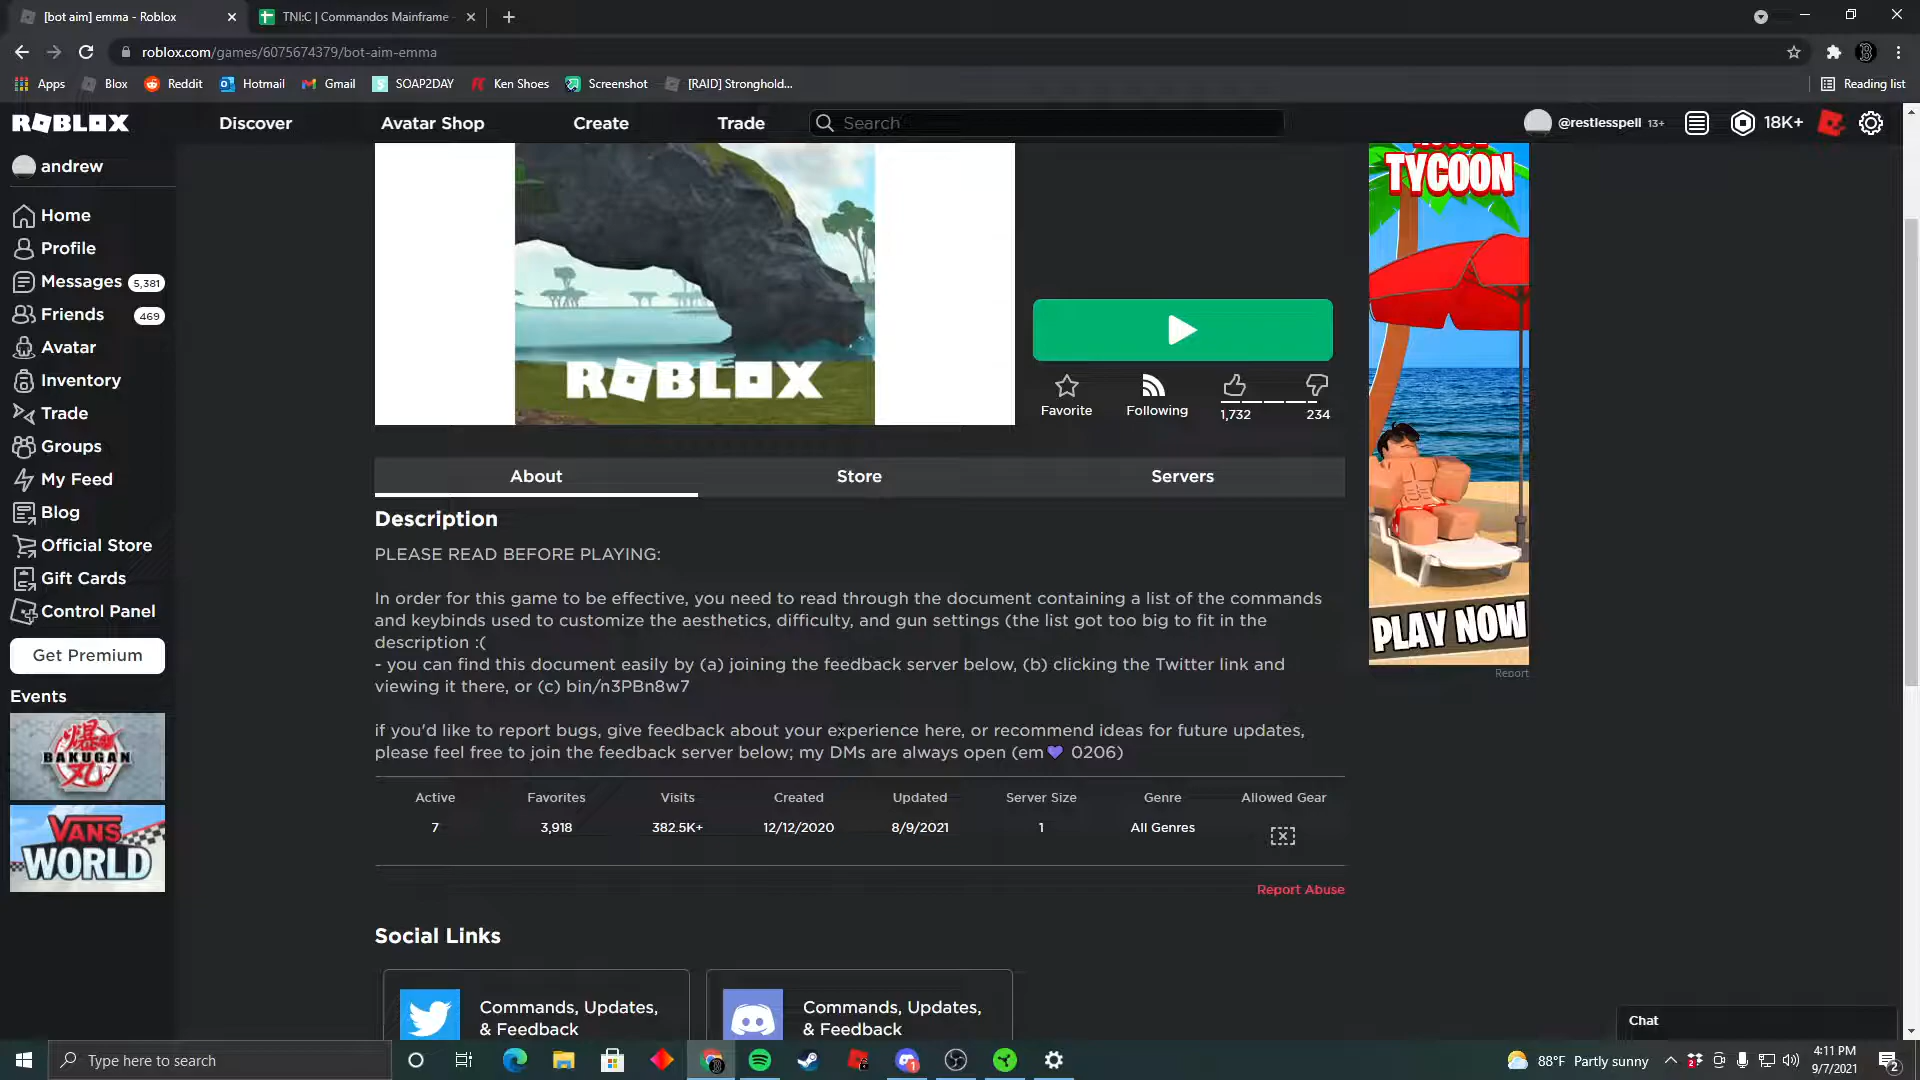 [bot aim] emma - Roblox
TNI:C | Commandos Mainframe -
roblox.com/games/6075674379/bot-aim-emma
Apps
Blox
Reddit
Hotmail
Gmail
SOAP2DAY
Ken Shoes
Screenshot
[RAID] Stronghold...
Reading list
ROBLOX
Discover
Avatar Shop
Create
Trade
Search
@restlesspell 13+
18K+
andrew
Home
Profile
Messages 5,381
Friends 469
Avatar
Inventory
Trade
Groups
My Feed
Blog
Official Store
Gift Cards
Control Panel
Get Premium
Events
BAKUGAN
VANS
WORLD
ROBLOX
Favorite
Following
1,732
234
TYCOON
PLAY NOW
Report
About
Store
Servers
Description
PLEASE READ BEFORE PLAYING:
In order for this game to be effective, you need to read through the document containing a list of the commands
and keybinds used to customize the aesthetics, difficulty, and gun settings (the list got too big to fit in the
description :(
- you can find this document easily by (a) joining the feedback server below, (b) clicking the Twitter link and
viewing it there, or (c) bin/n3PBn8w7
if you'd like to report bugs, give feedback about your experience here, or recommend ideas for future updates,
please feel free to join the feedback server below; my DMs are always open (em💜 0206)
Active
Favorites
Visits
Created
Updated
Server Size
Genre
Allowed Gear
7
3,918
382.5K+
12/12/2020
8/9/2021
1
All Genres
Report Abuse
Social Links
Commands, Updates,
& Feedback
Commands, Updates,
& Feedback
Chat
Type here to search
88°F Partly sunny
4:11 PM
9/7/2021